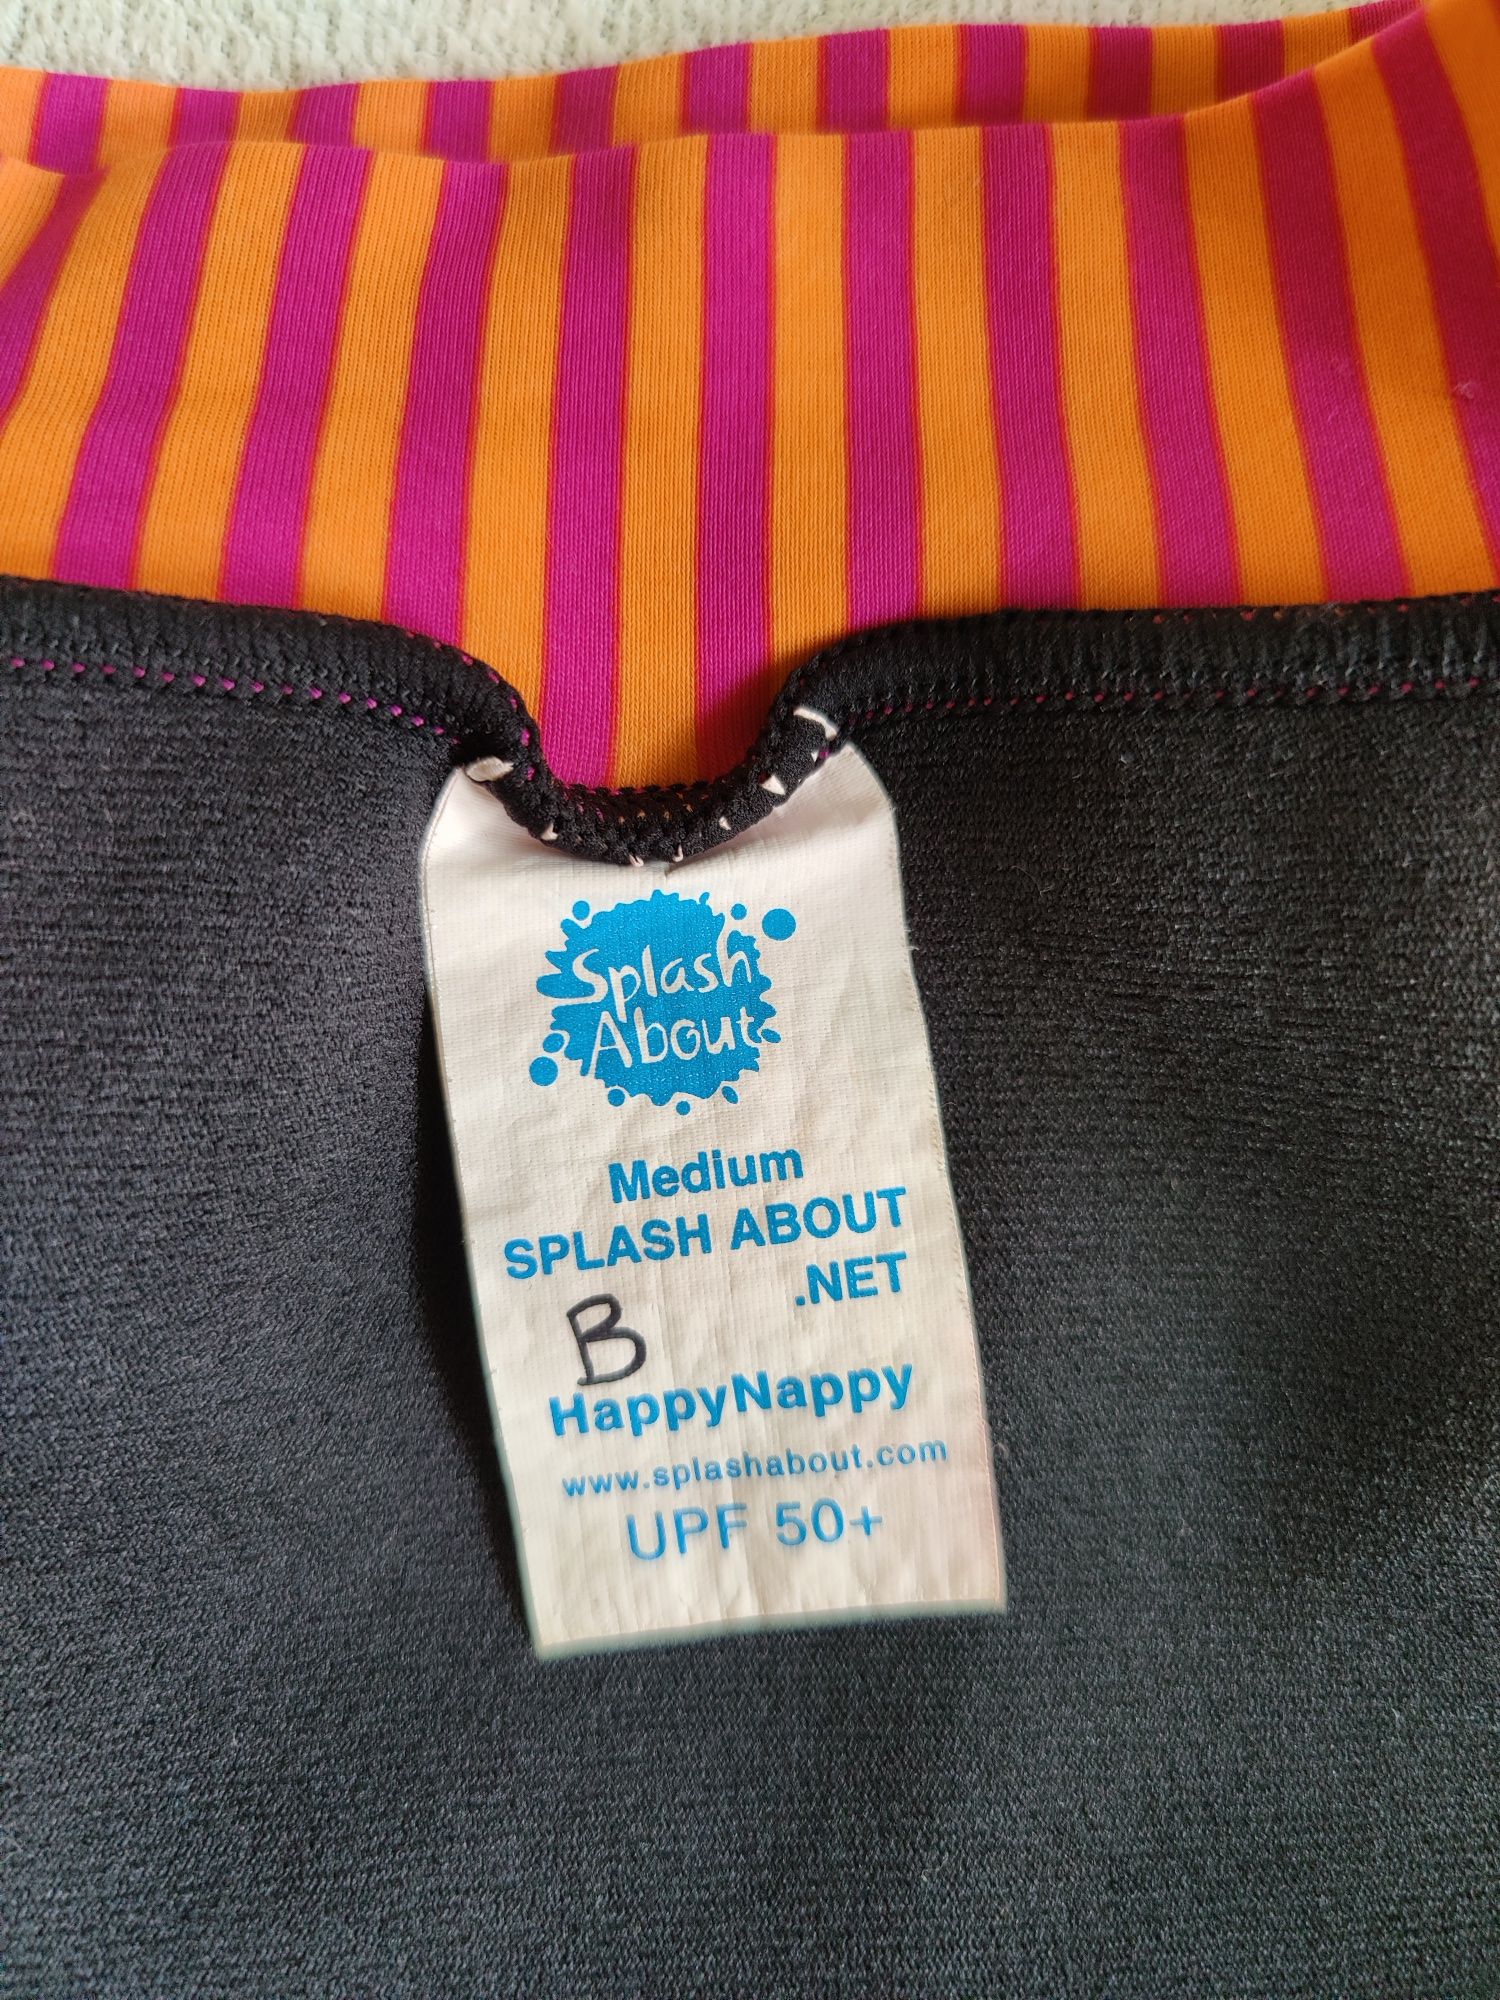 Splash
About
Medium
SPLASH ABOUT
.NET
B
HappyNappy
www.splashabout.com
UPF 50+